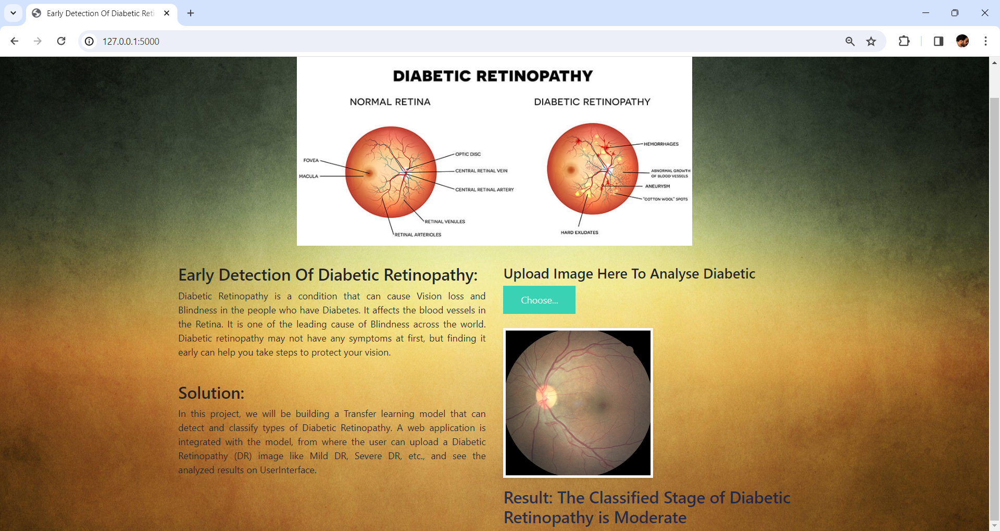 Early Detection Of Diabetic Reti
127.0.0.1:5000
DIABETIC RETINOPATHY
NORMAL RETINA
DIABETIC RETINOPATHY
FOVEA
MACULA
OPTIC DISC
CENTRAL RETINAL VEIN
CENTRAL RETINAL ARTERY
RETINAL VENULES
RETINAL ARTERIOLES
HEMORRHAGES
ABNORMAL GROWTH
OF BLOOD VESSELS
ANEURYSM
"COTTON WOOL" SPOTS
HARD EXUDATES
Early Detection Of Diabetic Retinopathy:
Diabetic Retinopathy is a condition that can cause Vision loss and
Blindness in the people who have Diabetes. It affects the blood vessels in
the Retina. It is one of the leading cause of Blindness across the world.
Diabetic retinopathy may not have any symptoms at first, but finding it
early can help you take steps to protect your vision.
Solution:
In this project, we will be building a Transfer learning model that can
detect and classify types of Diabetic Retinopathy. A web application is
integrated with the model, from where the user can upload a Diabetic
Retinopathy (DR) image like Mild DR, Severe DR, etc., and see the
analyzed results on UserInterface.
Upload Image Here To Analyse Diabetic
Choose...
Result: The Classified Stage of Diabetic
Retinopathy is Moderate